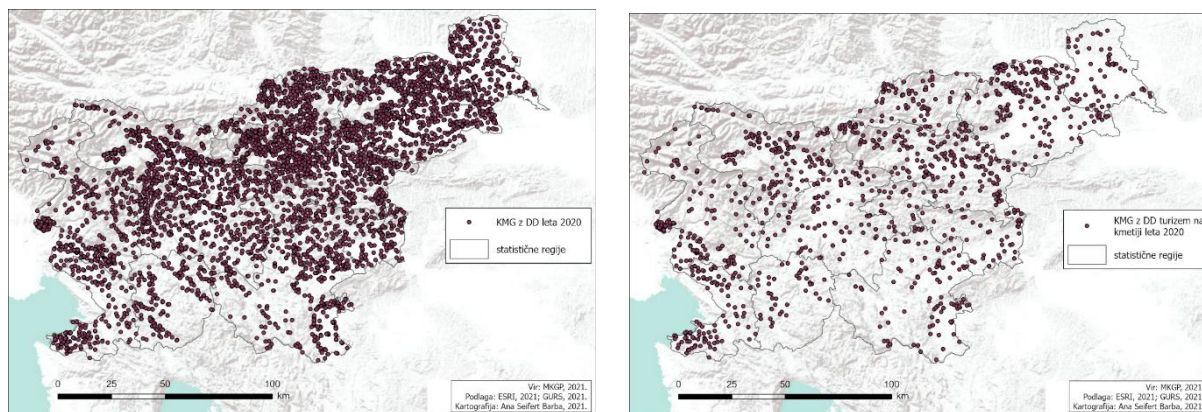 KMG z DD leta 2020
statistične regije
0
50
100
km
Vir: MKGP, 2021.
Podlaga: ESRI, 2021; GURS, 2021.
Kartografija: Ana Seifert Barba, 2021.
KMG z DD turizem na
kmetiji leta 2020
statistične regije
0
50
100
km
Vir: MKGP, 2021.
Podlaga: ESRI, 2021; GURS, 2021.
Kartografija: Ana Seifert Barba, 2021.